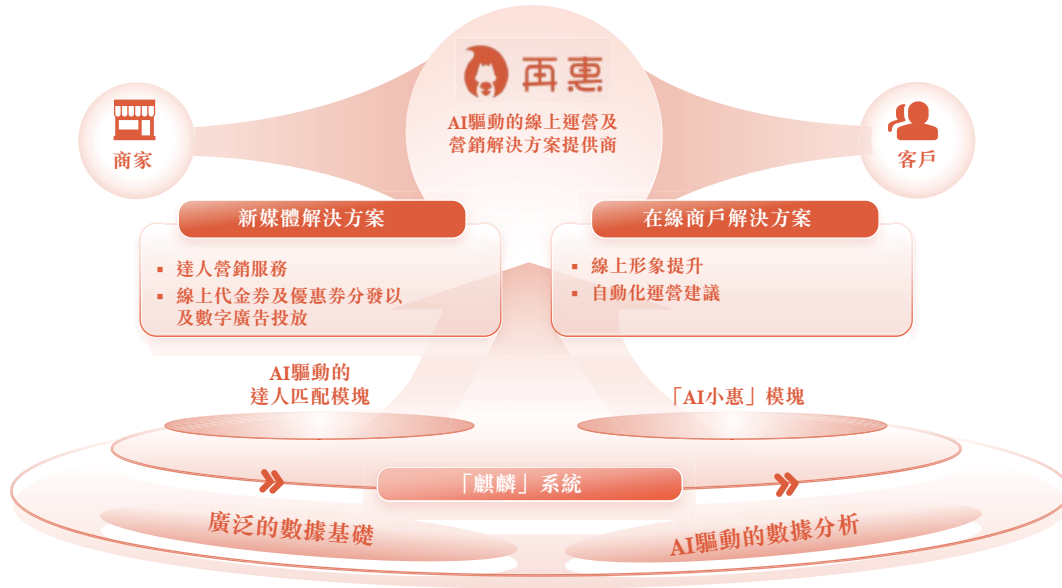 再惠
AI驅動的線上運營及
營銷解決方案提供商
商家
客戶
新媒體解決方案
達人營銷服務
線上代金券及優惠券分發以
及數字廣告投放
在線商戶解決方案
線上形象提升
自動化運營建議
AI驅動的
達人匹配模塊
「AI小惠」模塊
「麒麟」系統
廣泛的數據基礎
AI驅動的數據分析